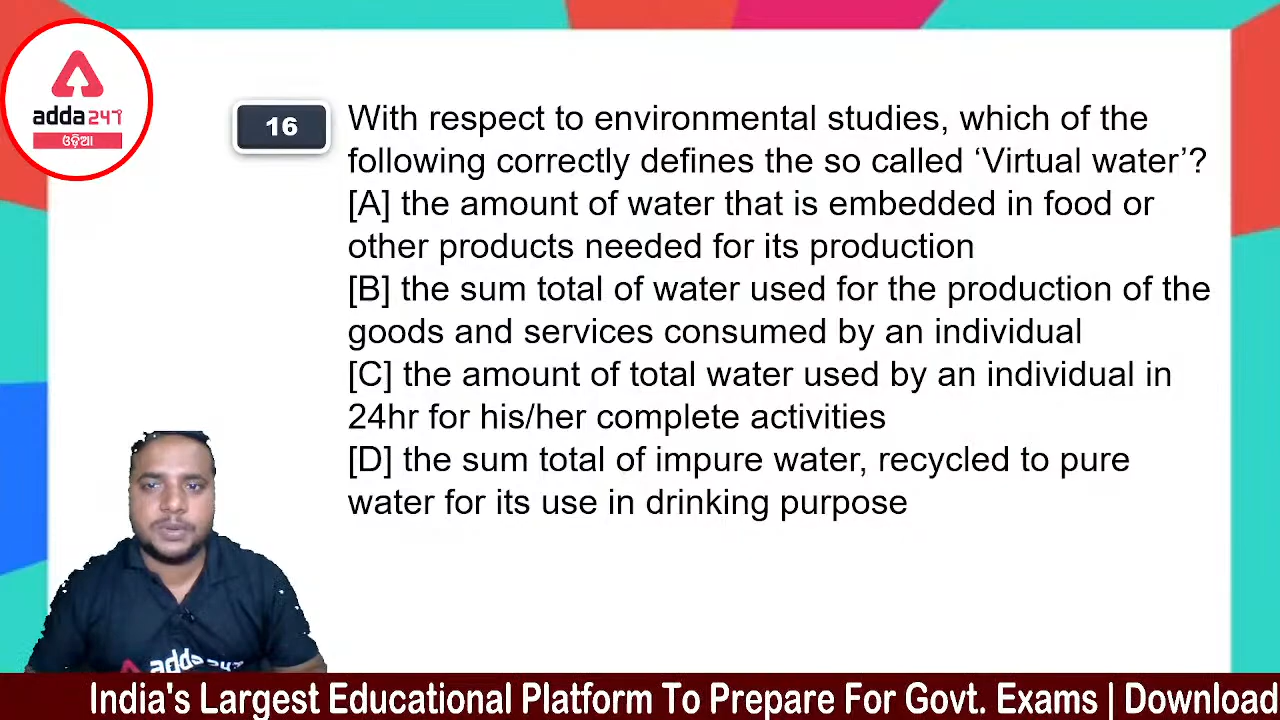 adda247
ଓଡ଼ିଆ
16
With respect to environmental studies, which of the
following correctly defines the so called ‘Virtual water’?
[A] the amount of water that is embedded in food or
other products needed for its production
[B] the sum total of water used for the production of the
goods and services consumed by an individual
[C] the amount of total water used by an individual in
24hr for his/her complete activities
[D] the sum total of impure water, recycled to pure
water for its use in drinking purpose
adda247
India's Largest Educational Platform To Prepare For Govt. Exams | Download